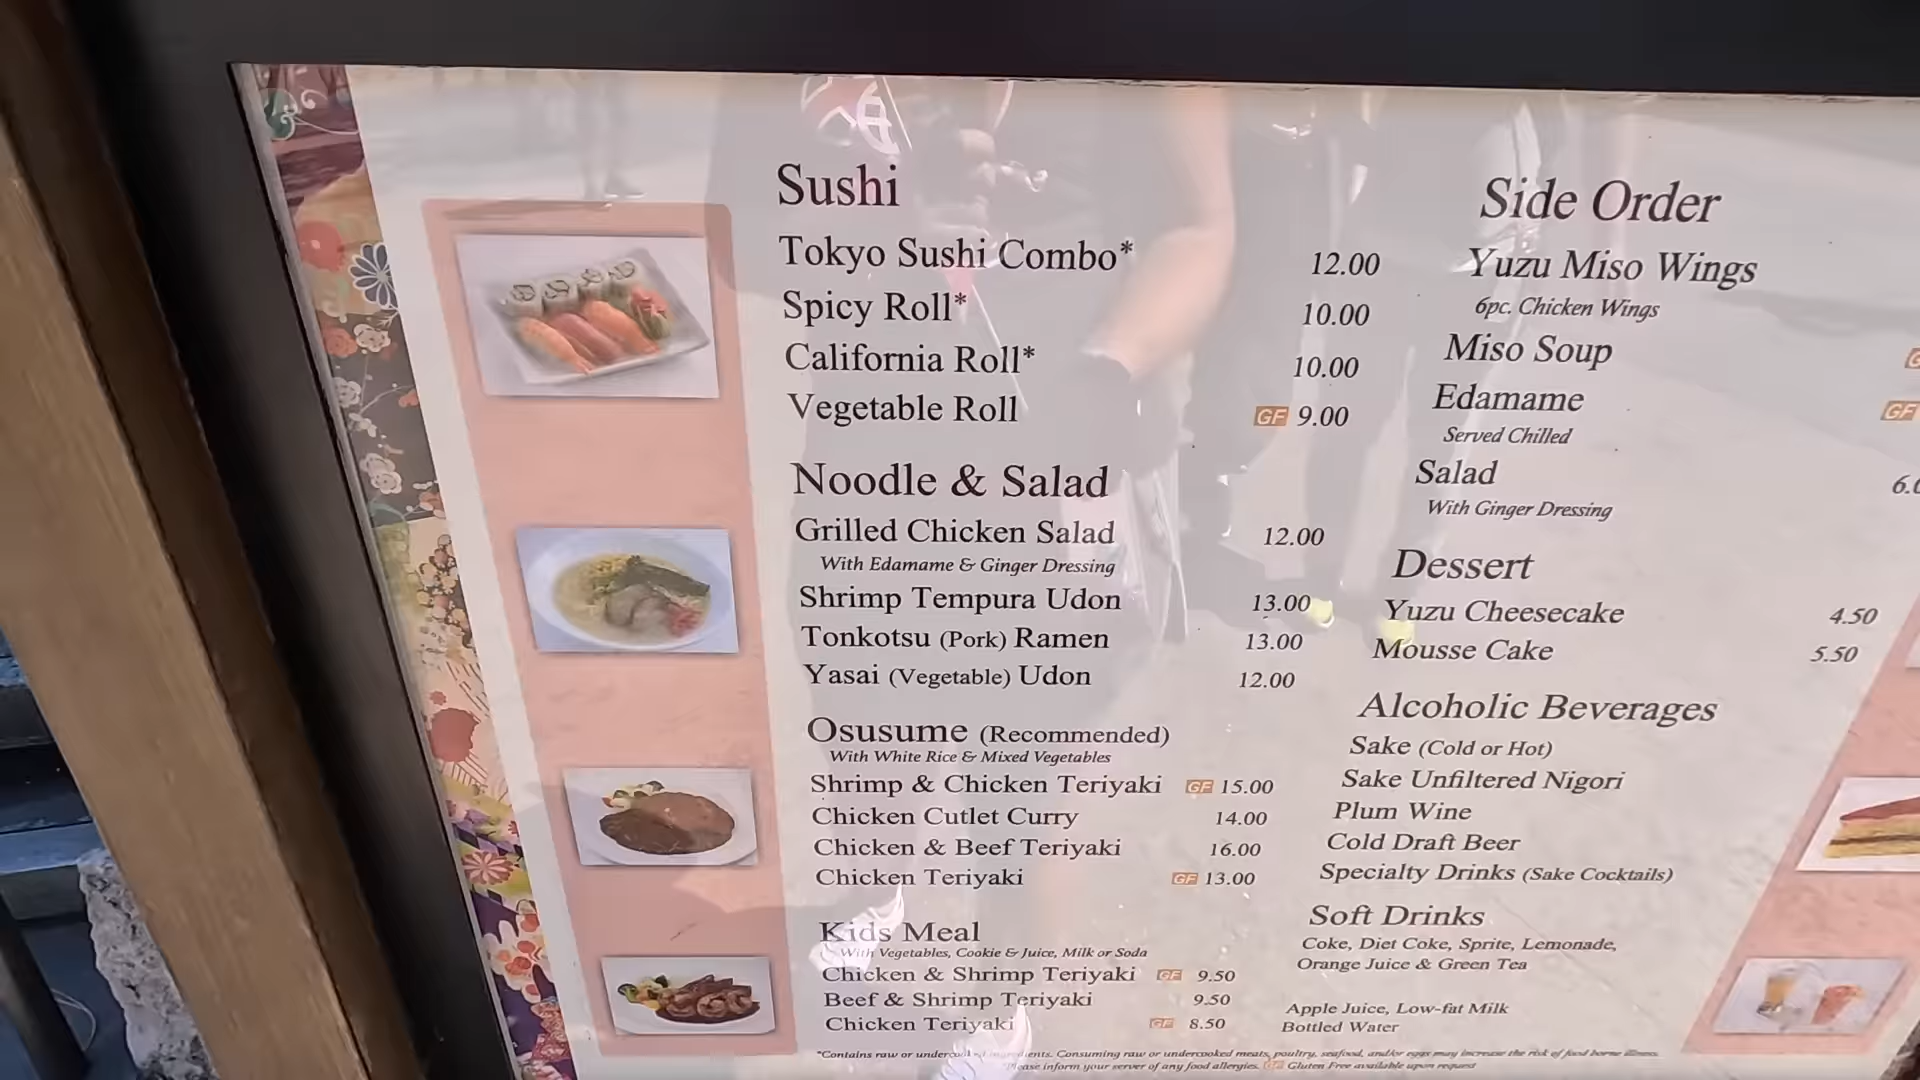 Sushi
Tokyo Sushi Combo* 12.00
Spicy Roll* 10.00
California Roll* 10.00
Vegetable Roll GF 9.00
Noodle & Salad
Grilled Chicken Salad 12.00
With Edamame & Ginger Dressing
Shrimp Tempura Udon 13.00
Tonkotsu (Pork) Ramen 13.00
Yasai (Vegetable) Udon 12.00
Osusume (Recommended)
With White Rice & Mixed Vegetables
Shrimp & Chicken Teriyaki GF 15.00
Chicken Cutlet Curry 14.00
Chicken & Beef Teriyaki 16.00
Chicken Teriyaki GF 13.00
Kids Meal
With Vegetables, Cookie & Juice, Milk or Soda
Chicken & Shrimp Teriyaki GF 9.50
Beef & Shrimp Teriyaki 9.50
Chicken Teriyaki GF 8.50
Side Order
Yuzu Miso Wings
6pc. Chicken Wings
Miso Soup
Edamame GF
Served Chilled
Salad
With Ginger Dressing
Dessert
Yuzu Cheesecake 4.50
Mousse Cake 5.50
Alcoholic Beverages
Sake (Cold or Hot)
Sake Unfiltered Nigori
Plum Wine
Cold Draft Beer
Specialty Drinks (Sake Cocktails)
Soft Drinks
Coke, Diet Coke, Sprite, Lemonade,
Orange Juice & Green Tea
Apple Juice, Low-fat Milk
Bottled Water
*Contains raw or undercooked ingredients. Consuming raw or undercooked meats, poultry, seafood, and/or eggs may increase the risk of food borne illness.
*Please inform your server of any food allergies. GF Gluten Free available upon request